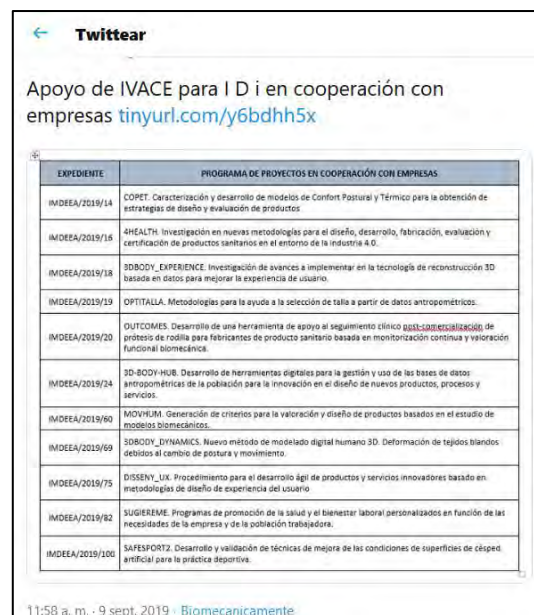 ← Twittear
Apoyo de IVACE para I D i en cooperación con
empresas tinyurl.com/y6bdhh5x
EXPEDIENTE PROGRAMA DE PROYECTOS EN COOPERACIÓN CON EMPRESAS
IMDEEA/2019/14 COPET. Caracterización y desarrollo de modelos de Confort Postural y Térmico para la obtención de
estrategias de diseño y evaluación de productos
IMDEEA/2019/16 4HEALTH. Investigación en nuevas metodologías para el diseño, desarrollo, fabricación, evaluación y
certificación de productos sanitarios en el entorno de la industria 4.0.
IMDEEA/2019/18 3DBODY_EXPERIENCE. Investigación de avances a implementar en la tecnología de reconstrucción 3D
basada en datos para mejorar la experiencia de usuario.
IMDEEA/2019/19 OPTITALLA. Metodologías para la ayuda a la selección de talla a partir de datos antropométricos.
IMDEEA/2019/20 OUTCOMES. Desarrollo de una herramienta de apoyo al seguimiento clínico post-comercialización de
prótesis de rodilla para fabricantes de producto sanitario basada en monitorización continua y valoración
funcional biomecánica.
IMDEEA/2019/24 3D-BODY-HUB. Desarrollo de herramientas digitales para la gestión y uso de las bases de datos
antropométricas de la población para la innovación en el diseño de nuevos productos, procesos y
servicios.
IMDEEA/2019/60 MOVHUM. Generación de criterios para la valoración y diseño de productos basados en el estudio de
modelos biomecánicos.
IMDEEA/2019/69 3DBODY_DYNAMICS. Nuevo método de modelado digital humano 3D. Deformación de tejidos blandos
debidos al cambio de postura y movimiento.
IMDEEA/2019/75 DISSENY_UX. Procedimiento para el desarrollo ágil de productos y servicios innovadores basado en
metodologías de diseño de experiencia del usuario
IMDEEA/2019/82 SUGIEREME. Programas de promoción de la salud y el bienestar laboral personalizados en función de las
necesidades de la empresa y de la población trabajadora.
IMDEEA/2019/100 SAFESPORT2. Desarrollo y validación de técnicas de mejora de las condiciones de superficies de césped
artificial para la práctica deportiva.
11:58 a. m. · 9 sept. 2019 · Biomecanicamente